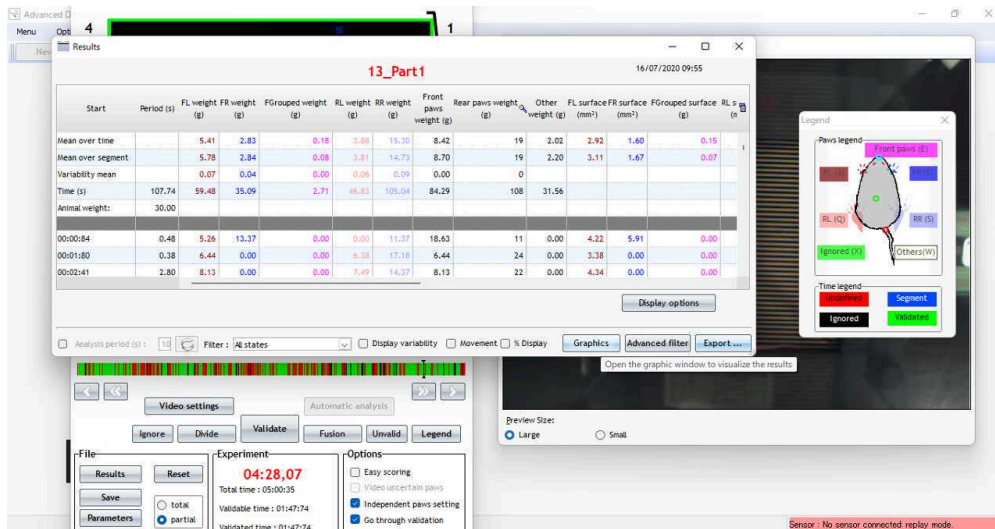 Advanced D
Menu Opti
New
4 1
Results
13_Part1 16/07/2020 09:55
Start Period (s) FL weight (g) FR weight (g) FGrouped weight (g) RL weight (g) RR weight (g) Front paws weight (g) Rear paws weight (g) Other weight (g) FL surface (mm²) FR surface (mm²) FGrouped surface (g) RL s
Mean over time 5.41 2.83 0.18 3.88 15.30 8.42 19 2.02 2.92 1.60 0.15
Mean over segment 5.78 2.84 0.08 3.81 14.73 8.70 19 2.20 3.11 1.67 0.07
Variability mean 0.07 0.04 0.00 0.06 0.09 0.00 0
Time (s) 107.74 59.48 35.09 2.71 46.83 105.04 84.29 108 31.56
Animal weight: 30.00
00:00:84 0.48 5.26 13.37 0.00 0.00 11.37 18.63 11 0.00 4.22 5.91 0.00
00:01:80 0.38 6.44 0.00 0.00 6.38 17.18 6.44 24 0.00 3.38 0.00 0.00
00:02:41 2.80 8.13 0.00 0.00 7.49 14.37 8.13 22 0.00 4.34 0.00 0.00
Display options
Analysis period (s) : 10 Filter : All states Display variability Movement % Display Graphics Advanced filter Export ...
Open the graphic window to visualize the results
Legend
Paws legend
Front paws (E)
RL (Q) RR (S)
Ignored (X) Others(W)
Time legend
Undefined Segment
Ignored Validated
Video settings Automatic analysis
Ignore Divide Validate Fusion Unvalid Legend
File
Results Reset
Save total
Parameters partial
Experiment
04:28,07
Total time : 05:00:35
Validable time : 01:47:74
Validated time : 01:47:74
Options
Easy scoring
Video uncertain paws
Independent paws setting
Go through validation
Preview Size:
Large Small
Sensor : No sensor connected: replay mode.